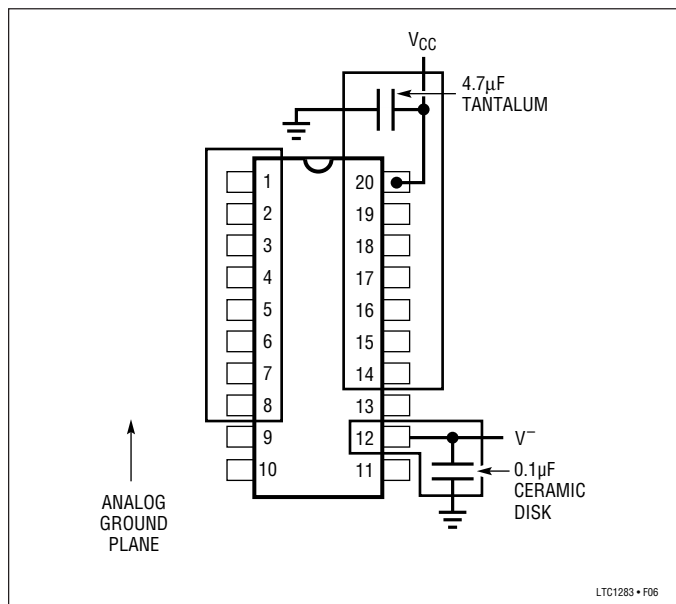 VCC
4.7µF
TANTALUM
1 20
2 19
3 18
4 17
5 16
6 15
7 14
8 13
9 12 V–
10 11
0.1µF
CERAMIC
DISK
ANALOG
GROUND
PLANE
LTC1283 • F06